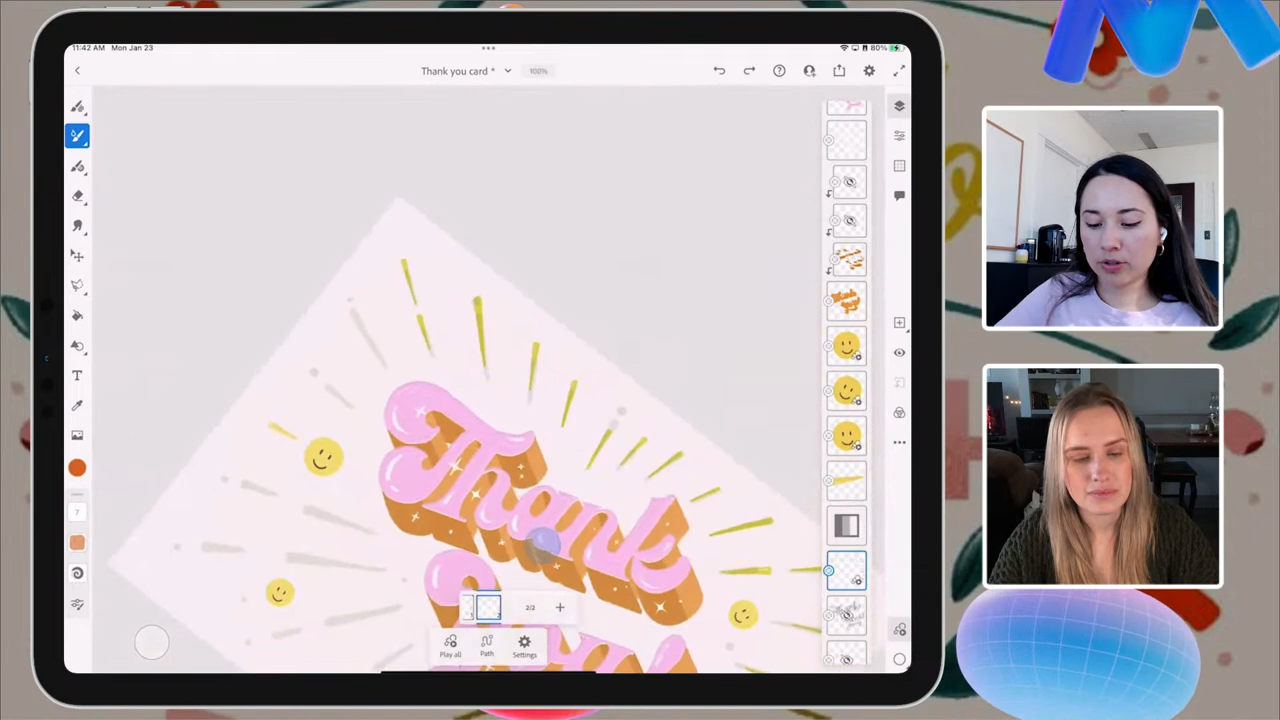 11:42 AM Mon Jan 23
80%
Thank you card *
100%
Thank
T
7
2/2
+
Play all
Path
Settings